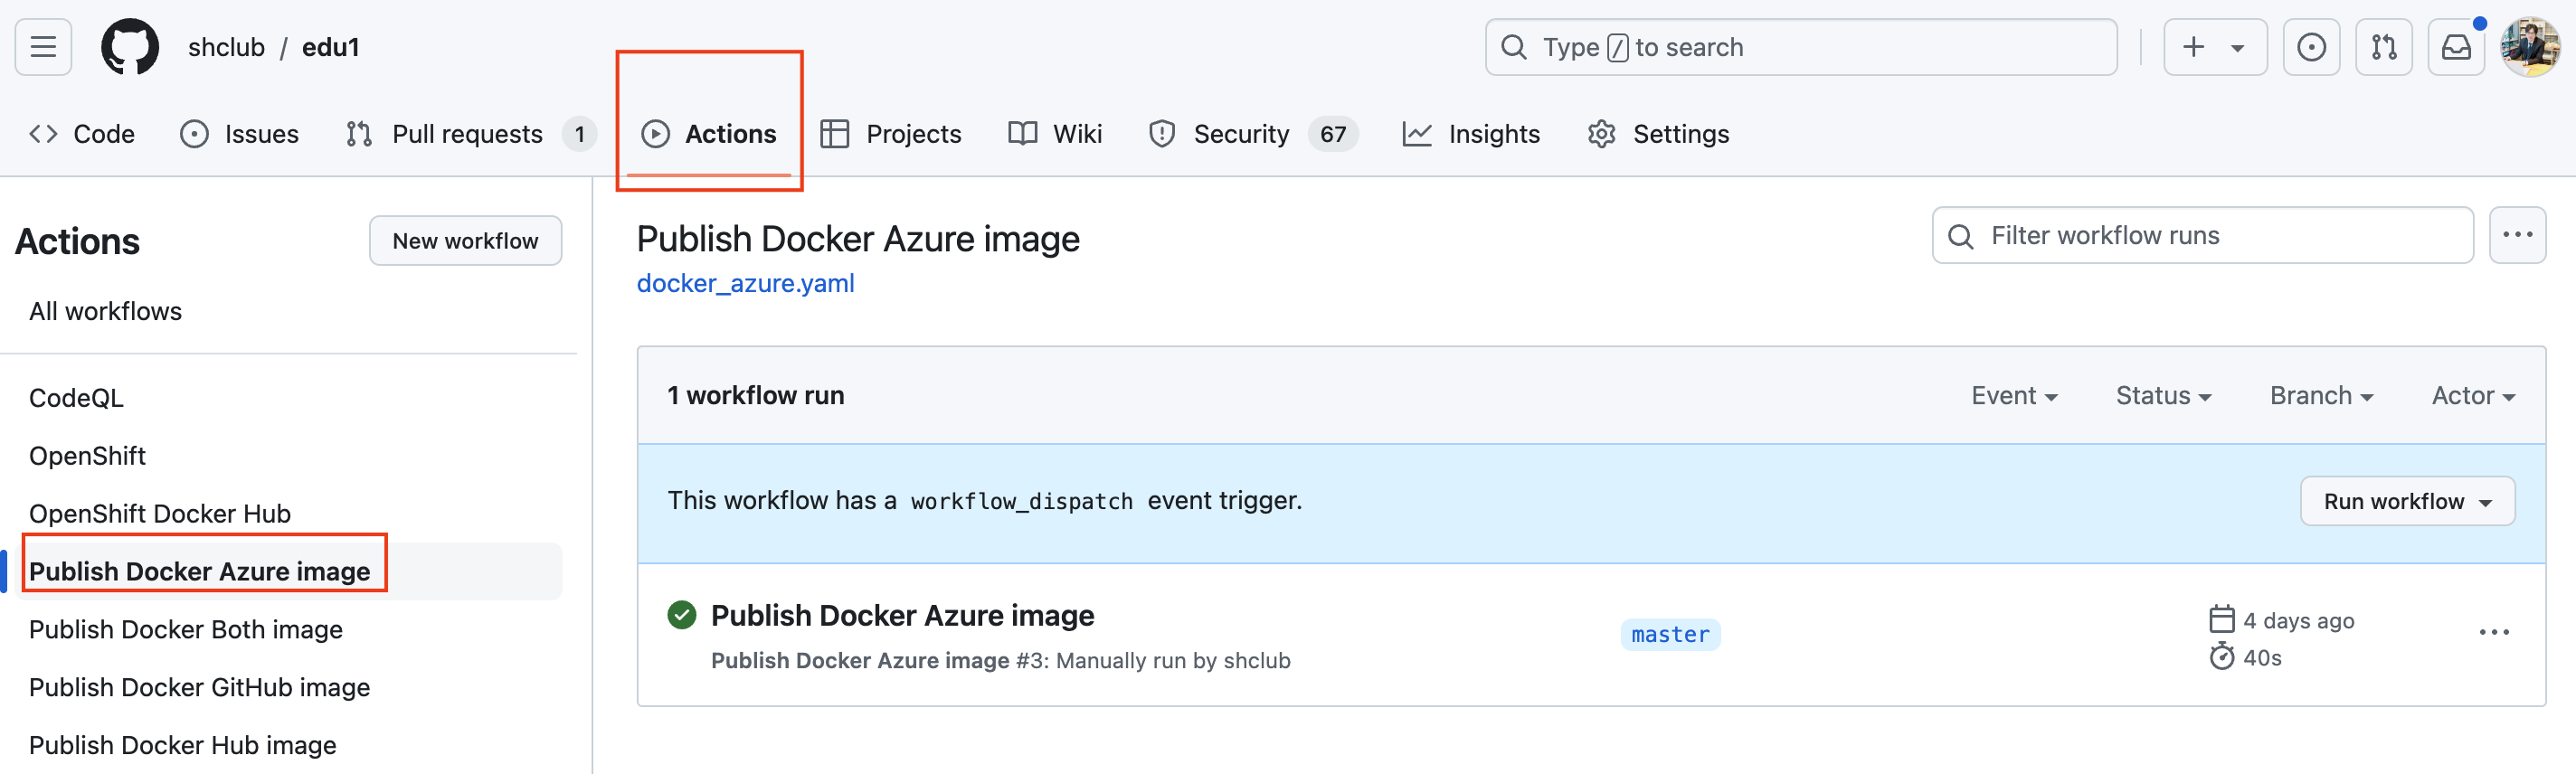 shclub / edu1
Type / to search
Code
Issues
Pull requests 1
Actions
Projects
Wiki
Security 67
Insights
Settings
Actions
New workflow
All workflows
CodeQL
OpenShift
OpenShift Docker Hub
Publish Docker Azure image
Publish Docker Both image
Publish Docker GitHub image
Publish Docker Hub image
Publish Docker Azure image
docker_azure.yaml
Filter workflow runs
1 workflow run
Event
Status
Branch
Actor
This workflow has a workflow_dispatch event trigger.
Run workflow
Publish Docker Azure image
Publish Docker Azure image #3: Manually run by shclub
master
4 days ago
40s